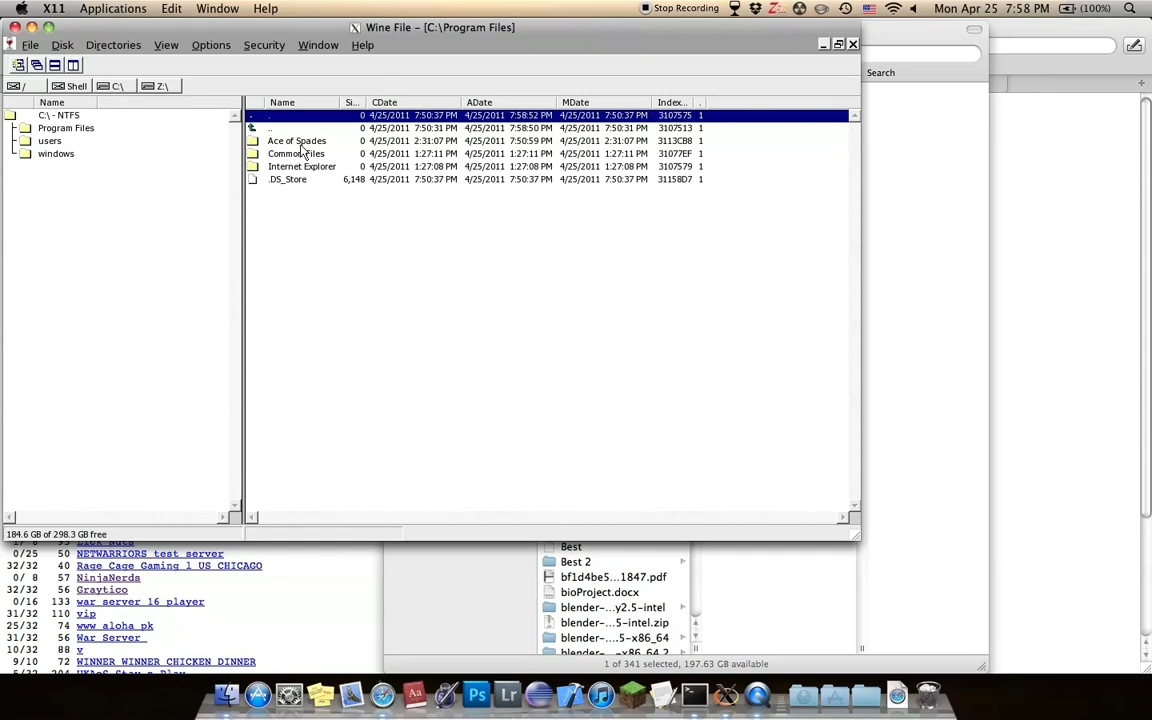 X11 Applications Edit Window Help Stop Recording Mon Apr 25 7:58 PM (100%)
Wine File – [C:\Program Files]
File Disk Directories View Options Security Window Help
Search
/ Shell C:\ Z:\
Name
C:\ - NTFS
Program Files
users
windows
Name Si... CDate ADate MDate Index... .
. 0 4/25/2011 7:50:37 PM 4/25/2011 7:58:52 PM 4/25/2011 7:50:37 PM 3107575 1
.. 0 4/25/2011 7:50:31 PM 4/25/2011 7:58:50 PM 4/25/2011 7:50:31 PM 3107513 1
Ace of Spades 0 4/25/2011 2:31:07 PM 4/25/2011 7:50:59 PM 4/25/2011 2:31:07 PM 3113CB8 1
Common Files 0 4/25/2011 1:27:11 PM 4/25/2011 1:27:11 PM 4/25/2011 1:27:11 PM 31077EF 1
Internet Explorer 0 4/25/2011 1:27:08 PM 4/25/2011 1:27:08 PM 4/25/2011 1:27:08 PM 3107579 1
.DS_Store 6,148 4/25/2011 7:50:37 PM 4/25/2011 7:50:37 PM 4/25/2011 7:50:37 PM 31158D7 1
184.6 GB of 298.3 GB free
0/25 50 NETWARRIORS test server
32/32 40 Rage Cage Gaming l US CHICAGO
0/ 8 57 NinjaNerds
32/32 56 Graytico
0/16 133 war server 16 player
31/32 110 vip
25/32 74 www aloha pk
31/32 56 War Server
10/32 88 v
9/10 72 WINNER WINNER CHICKEN DINNER
Best
Best 2
bf1d4be5...1847.pdf
bioProject.docx
blender-...y2.5-intel
blender-...5-intel.zip
blender-....5-x86_64
1 of 341 selected, 197.63 GB available
Aa Ps Lr